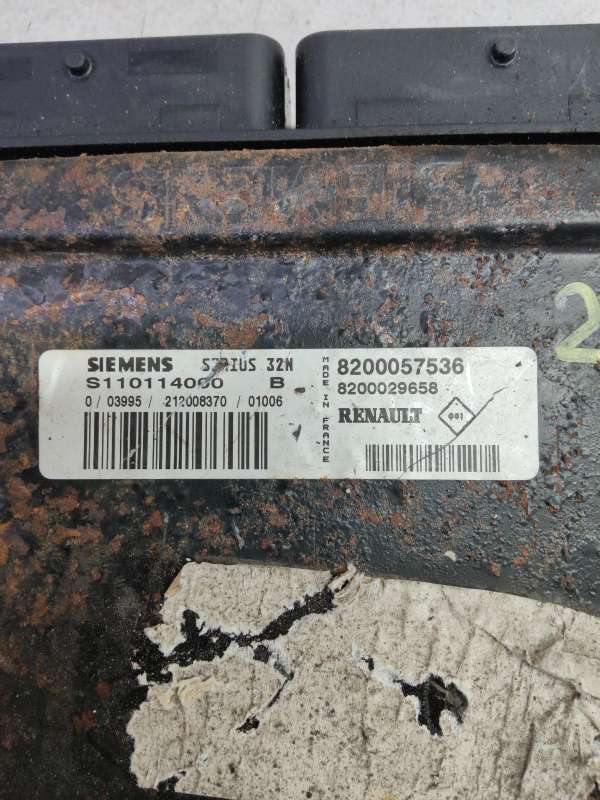 SIEMENS SIRIUS 32N
S110114000 B
0 / 03995 / 212008370 / 01006
MADE IN FRANCE
8200057536
8200029658
RENAULT
2